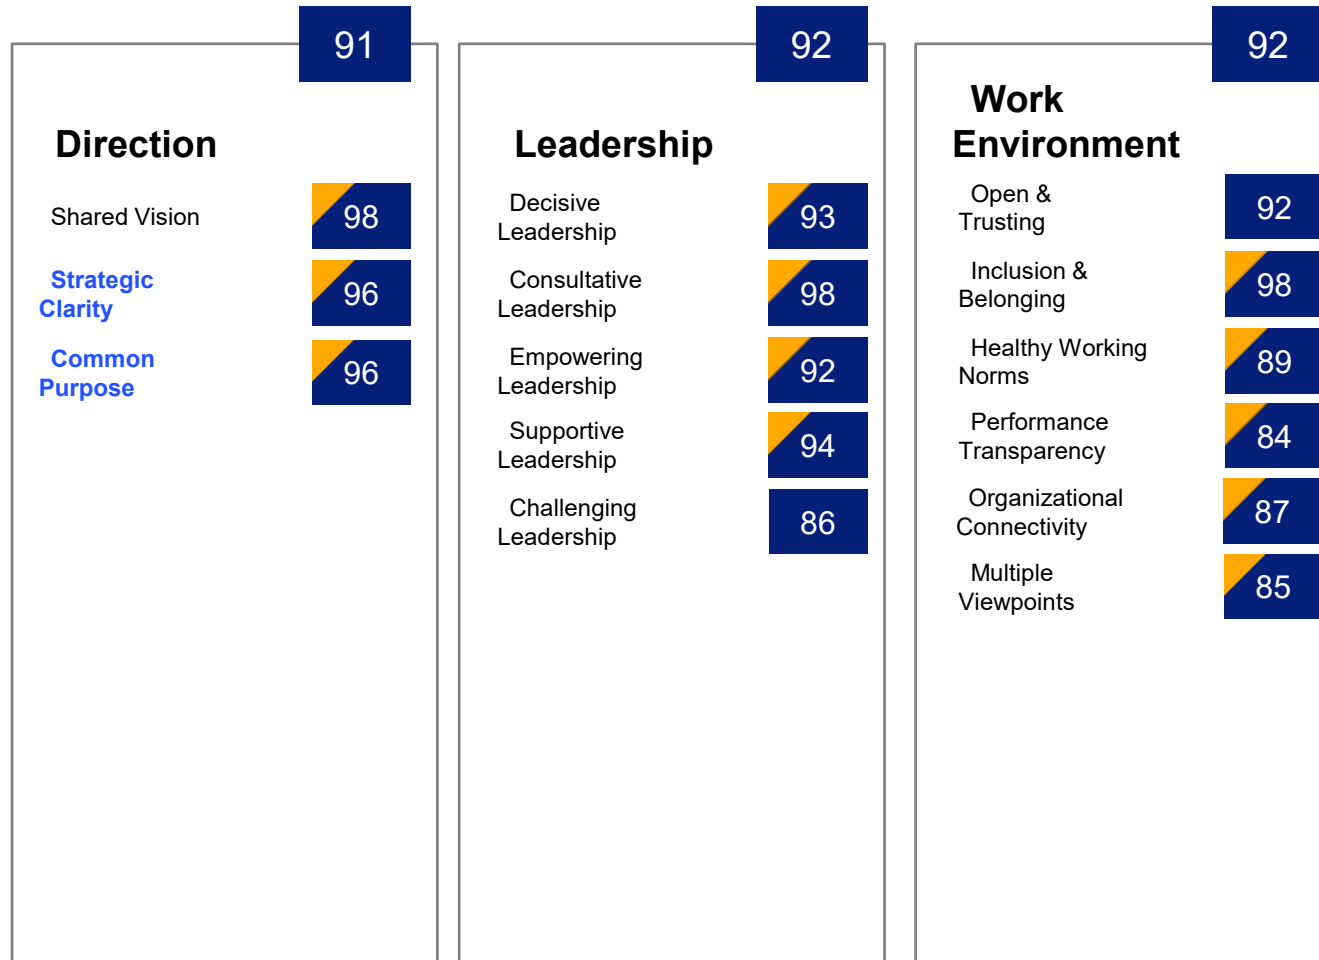 91
Direction
Shared Vision
98
Strategic
Clarity
96
Common
Purpose
96
92
Leadership
Decisive
Leadership
93
Consultative
Leadership
98
Empowering
Leadership
92
Supportive
Leadership
94
Challenging
Leadership
86
92
Work
Environment
Open &
Trusting
92
Inclusion &
Belonging
98
Healthy Working
Norms
89
Performance
Transparency
84
Organizational
Connectivity
87
Multiple
Viewpoints
85